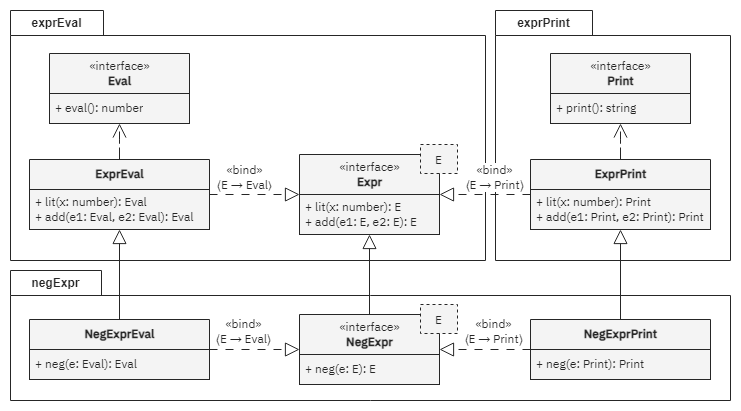 exprEval
exprPrint
«interface»
Eval
+ eval(): number
«interface»
Print
+ print(): string
ExprEval
+ lit(x: number): Eval
+ add(e1: Eval, e2: Eval): Eval
«bind»
⟨E → Eval⟩
E
«interface»
Expr
+ lit(x: number): E
+ add(e1: E, e2: E): E
«bind»
⟨E → Print⟩
ExprPrint
+ lit(x: number): Print
+ add(e1: Print, e2: Print): Print
negExpr
NegExprEval
+ neg(e: Eval): Eval
«bind»
⟨E → Eval⟩
E
«interface»
NegExpr
+ neg(e: E): E
«bind»
⟨E → Print⟩
NegExprPrint
+ neg(e: Print): Print